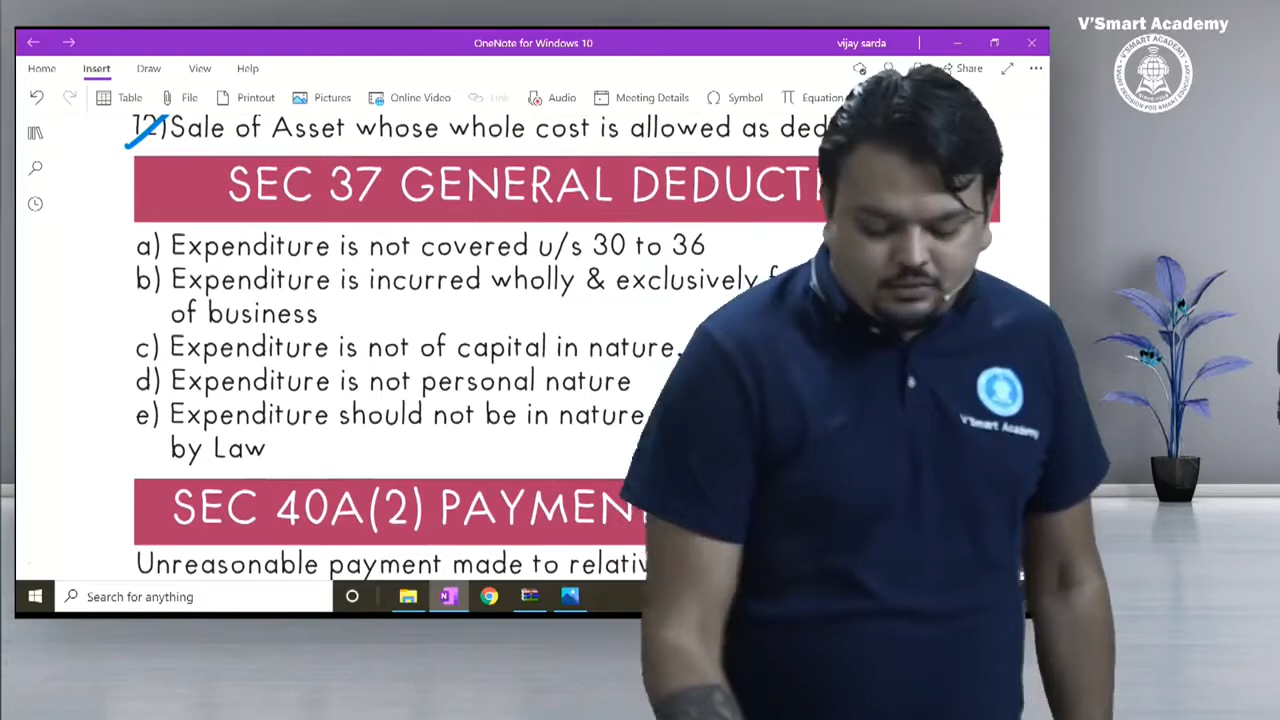 V'Smart Academy
OneNote for Windows 10
vijay sarda
Home Insert Draw View Help
Share
Table File Printout Pictures Online Video Link Audio Meeting Details Symbol Equation
12)Sale of Asset whose whole cost is allowed as
SEC 37 GENERAL
a) Expenditure is not covered u/s 30 to 36
b) Expenditure is incurred wholly & exclusively
of business
c) Expenditure is not of capital in nature.
d) Expenditure is not personal nature
e) Expenditure should not be in nature
by Law
SEC 40A(2)
Unreasonable payment made to
Search for anything
V'Smart Academy